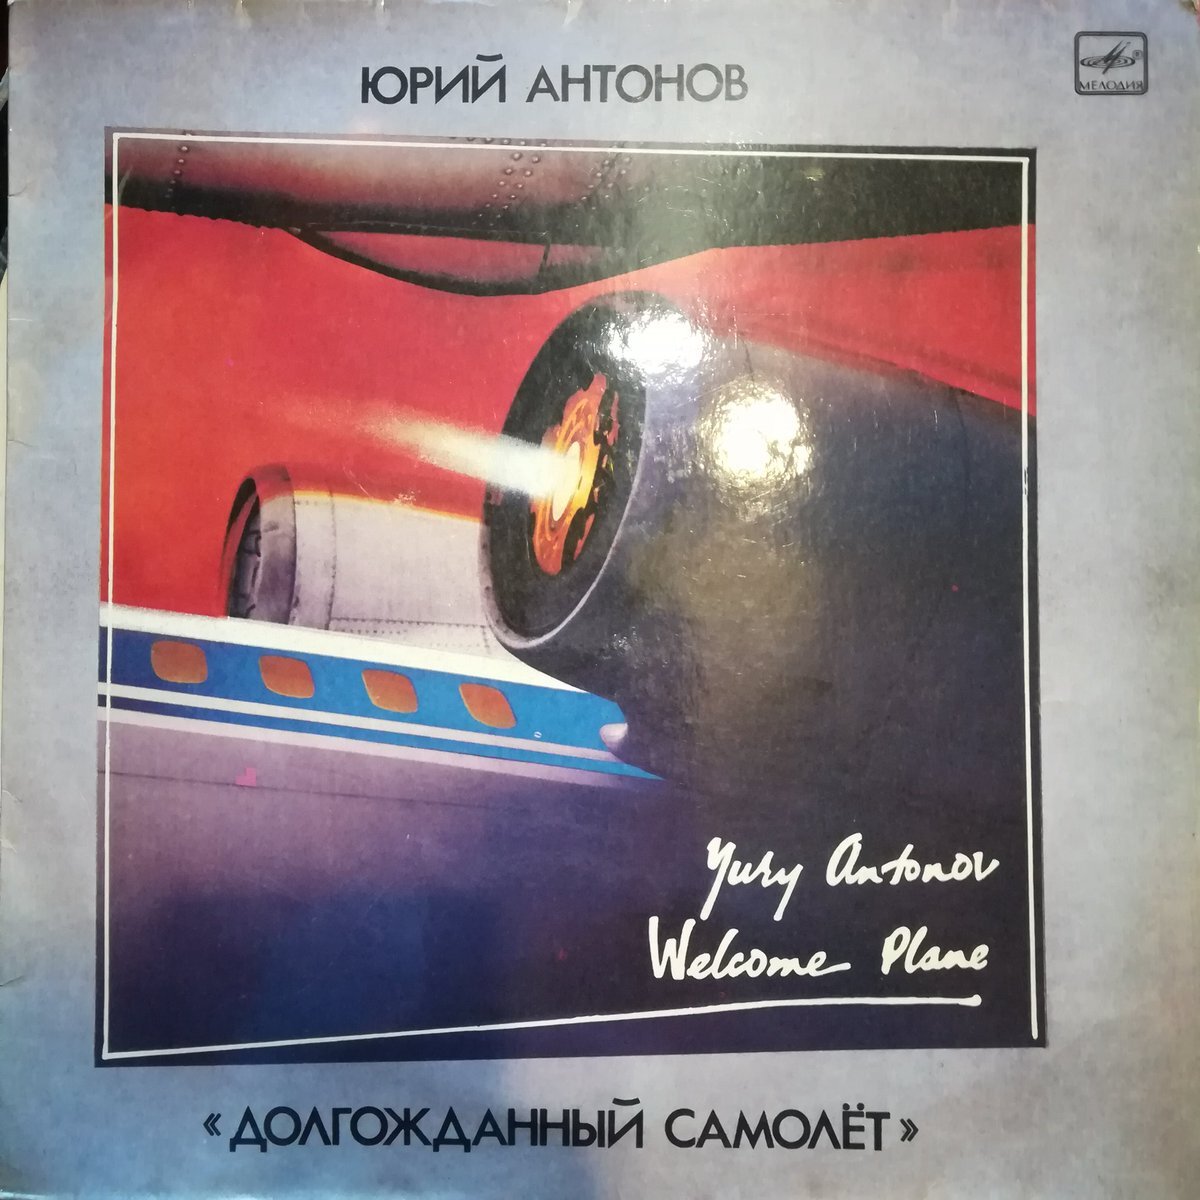 ЮРИЙ АНТОНОВ
МЕЛОДИЯ
Yury Antonov
Welcome Plane
«ДОЛГОЖДАННЫЙ САМОЛЁТ»